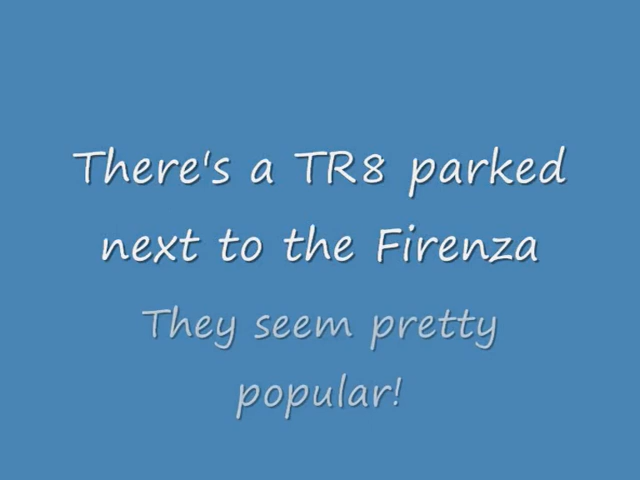 There's a TR8 parked
next to the Firenza
They seem pretty
popular!